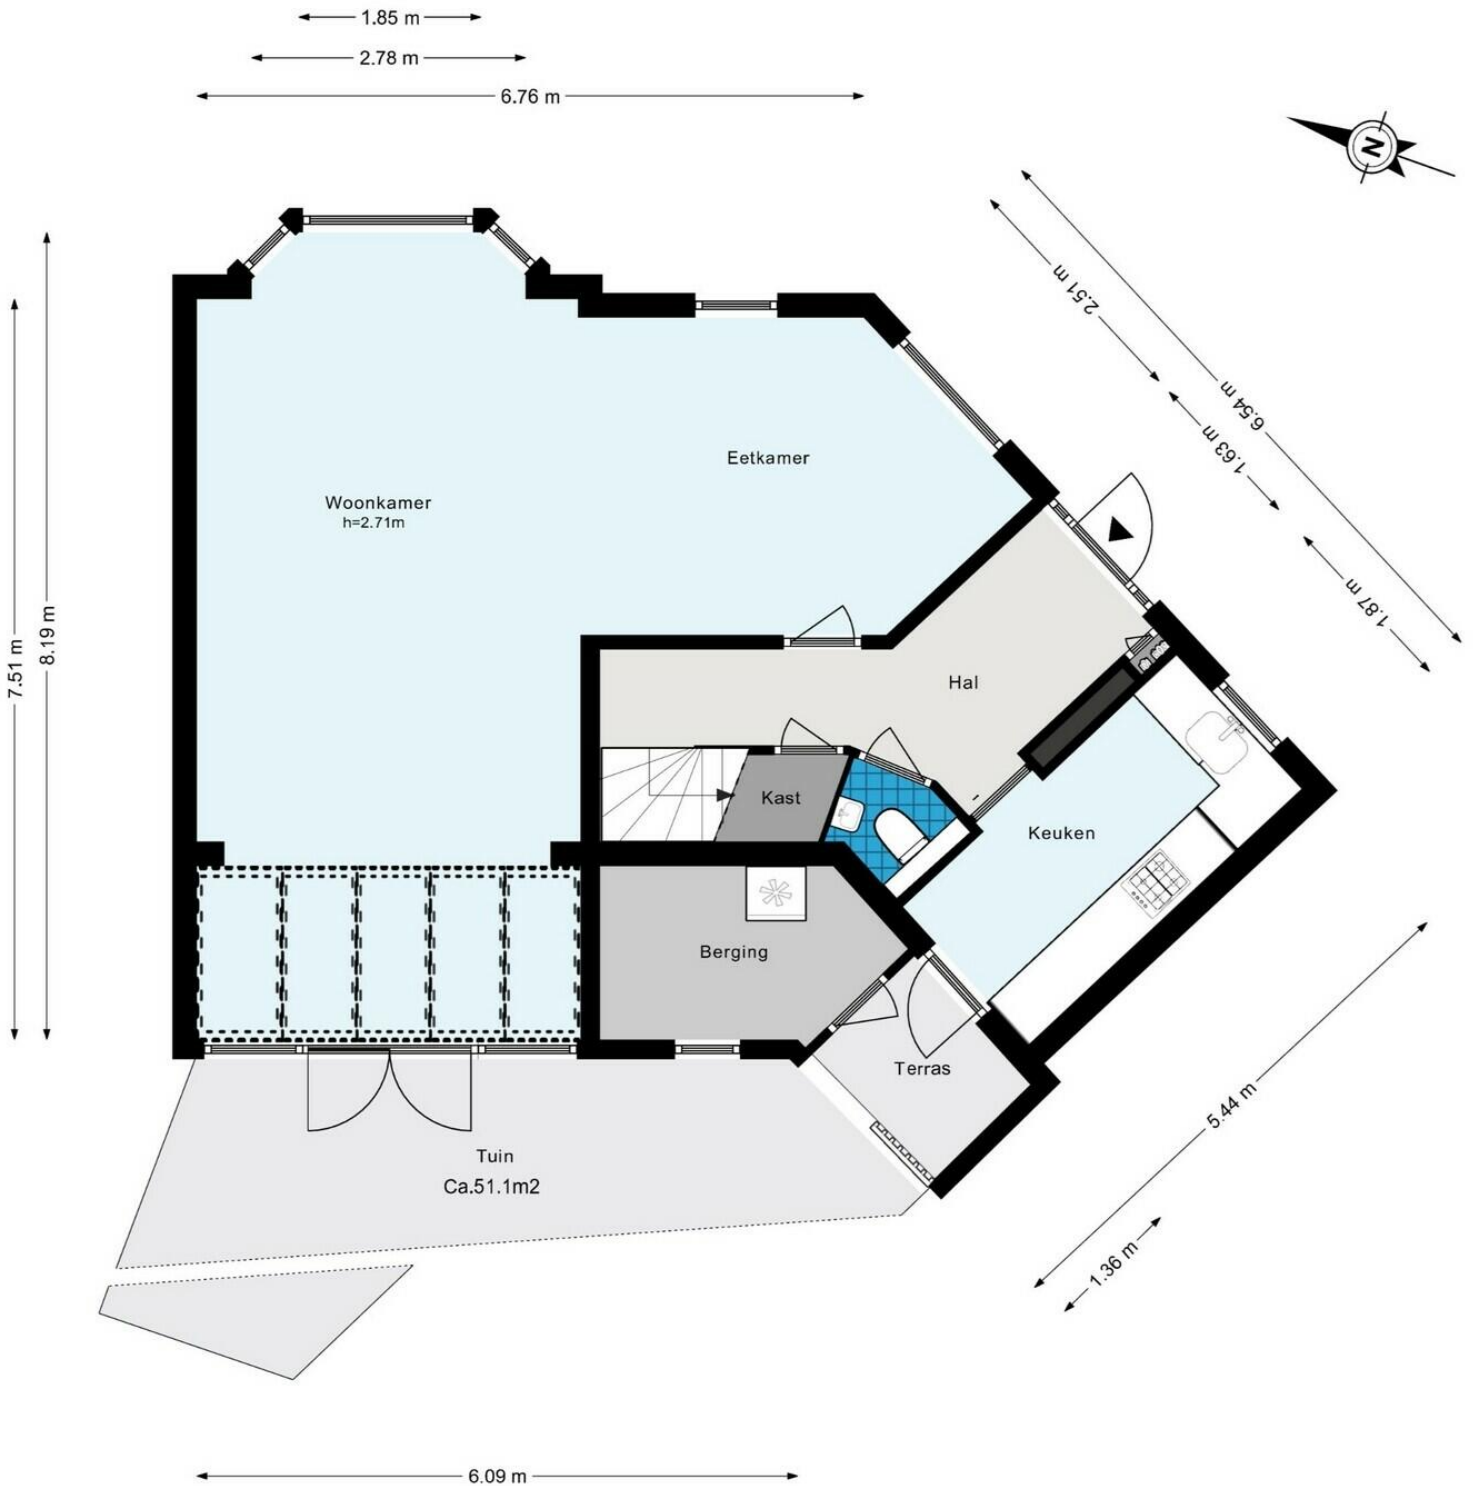 1.85 m
2.78 m
6.76 m
N
2.51 m
6.54 m
1.63 m
1.87 m
Eetkamer
Woonkamer
h=2.71m
7.51 m
8.19 m
Hal
Kast
Keuken
Berging
Terras
5.44 m
Tuin
Ca.51.1m2
1.36 m
6.09 m